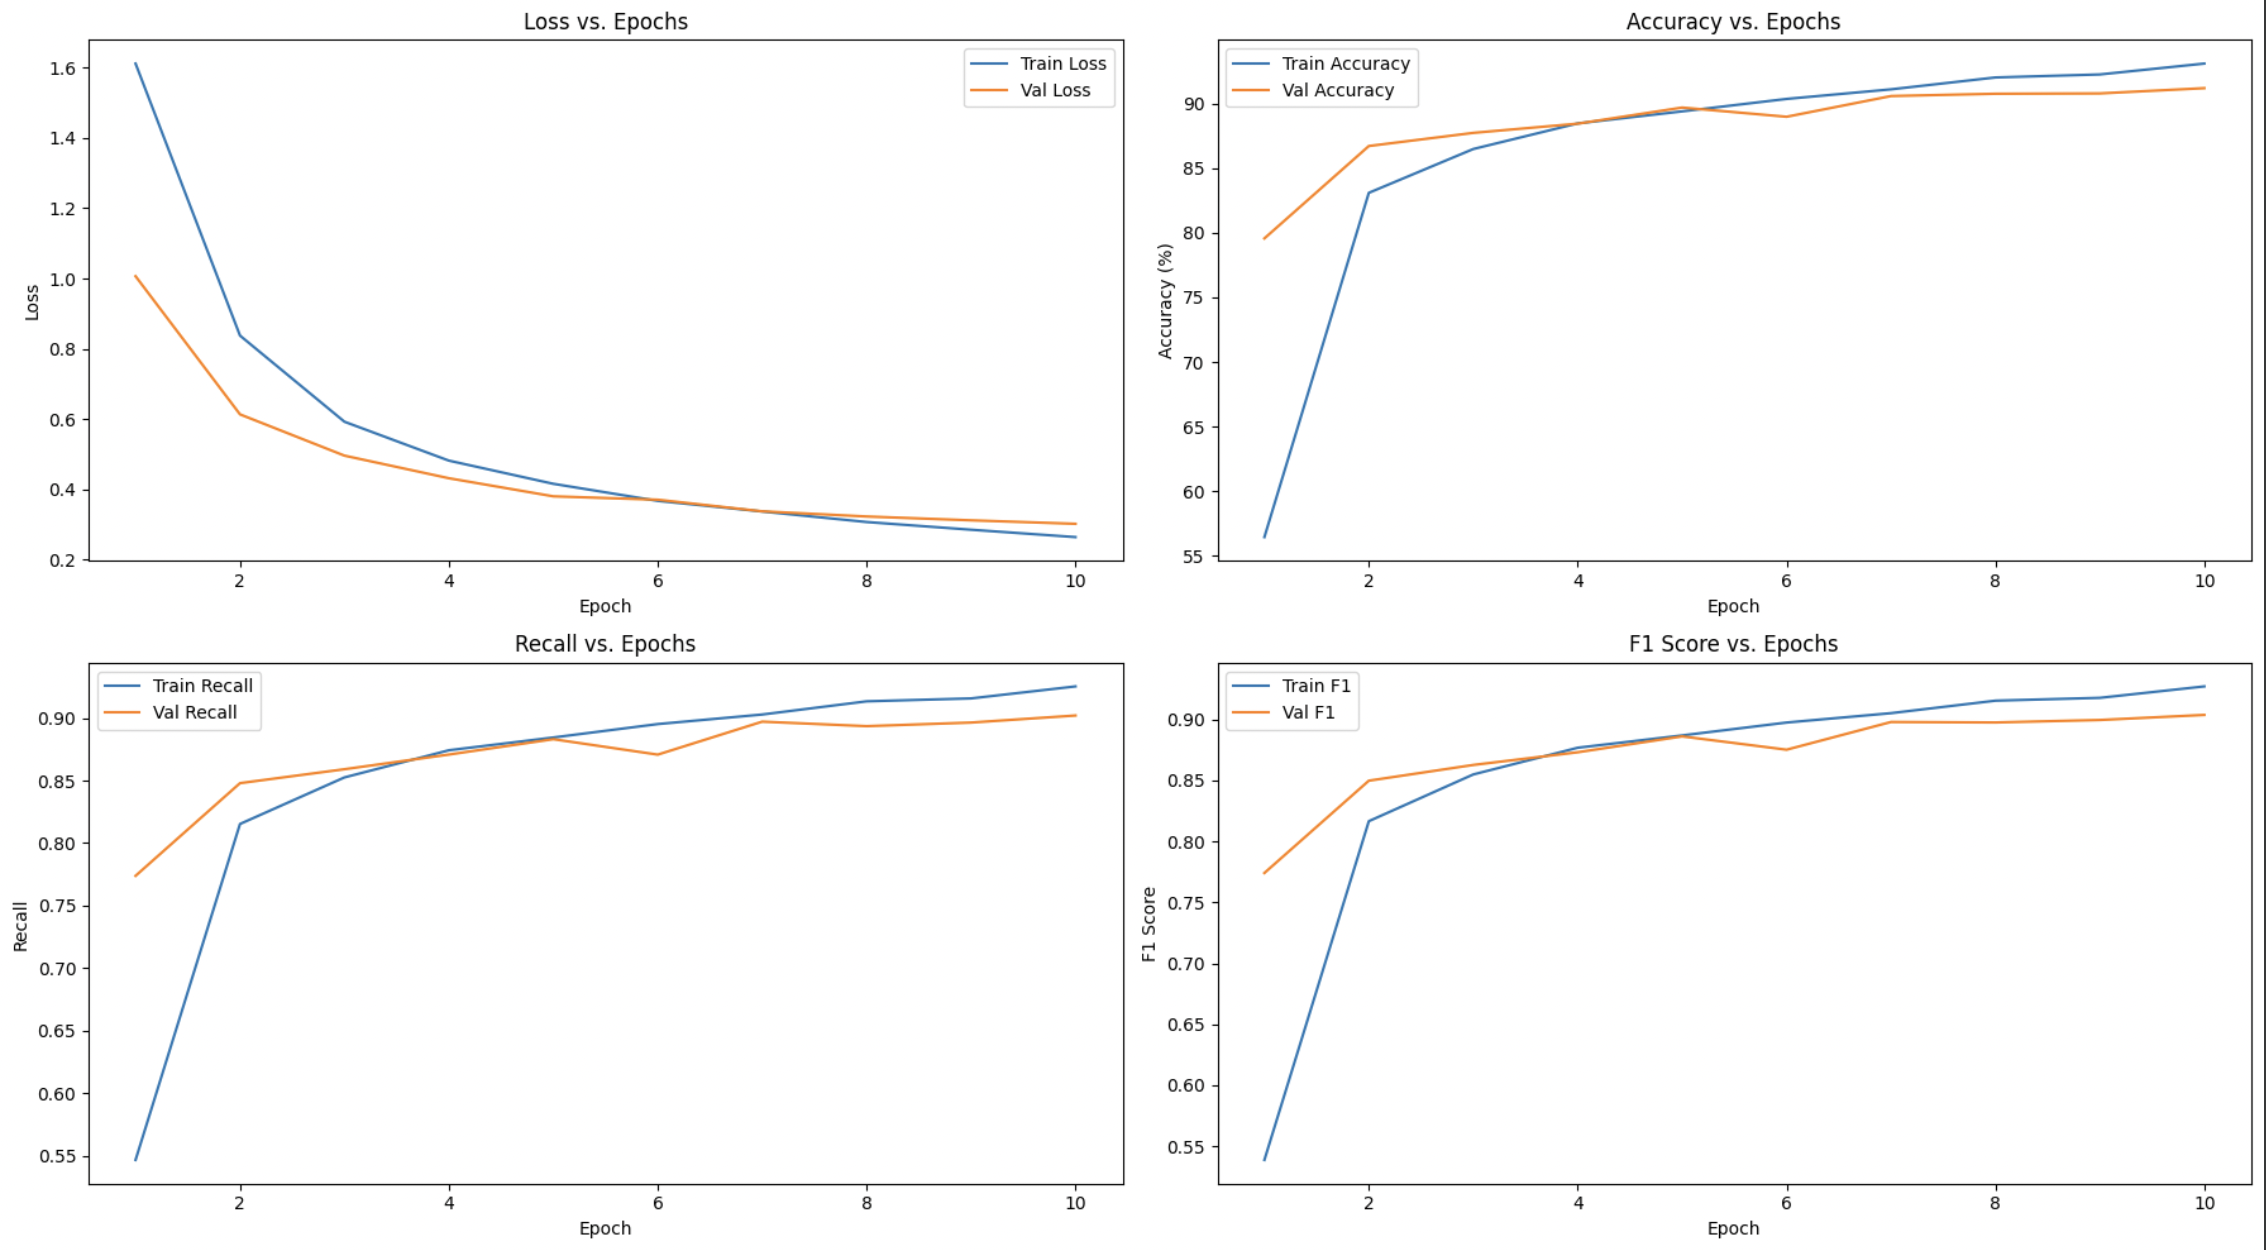 Loss vs. Epochs
Train Loss
Val Loss
1.6
1.4
1.2
1.0
0.8
0.6
0.4
0.2
Loss
2 4 6 8 10
Epoch
Accuracy vs. Epochs
Train Accuracy
Val Accuracy
90
85
80
75
70
65
60
55
Accuracy (%)
2 4 6 8 10
Epoch
Recall vs. Epochs
Train Recall
Val Recall
0.90
0.85
0.80
0.75
0.70
0.65
0.60
0.55
Recall
2 4 6 8 10
Epoch
F1 Score vs. Epochs
Train F1
Val F1
0.90
0.85
0.80
0.75
0.70
0.65
0.60
0.55
F1 Score
2 4 6 8 10
Epoch